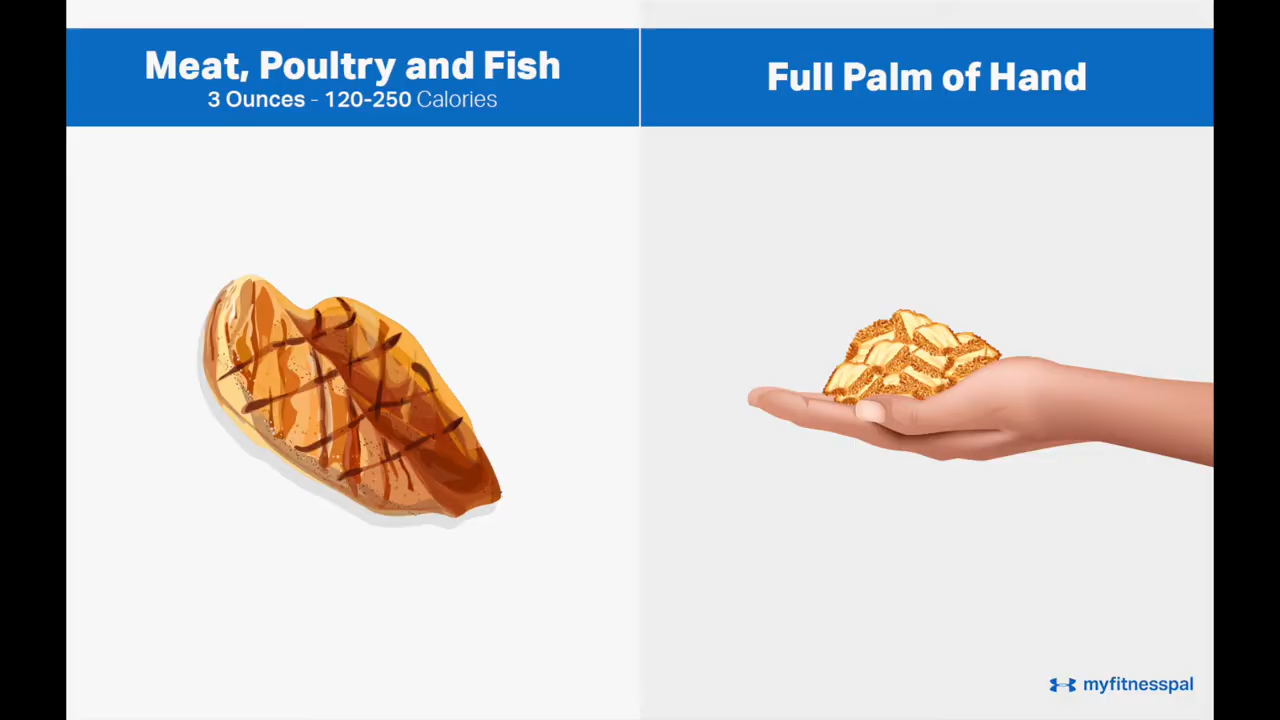 Meat, Poultry and Fish
3 Ounces - 120-250 Calories
Full Palm of Hand
myfitnesspal